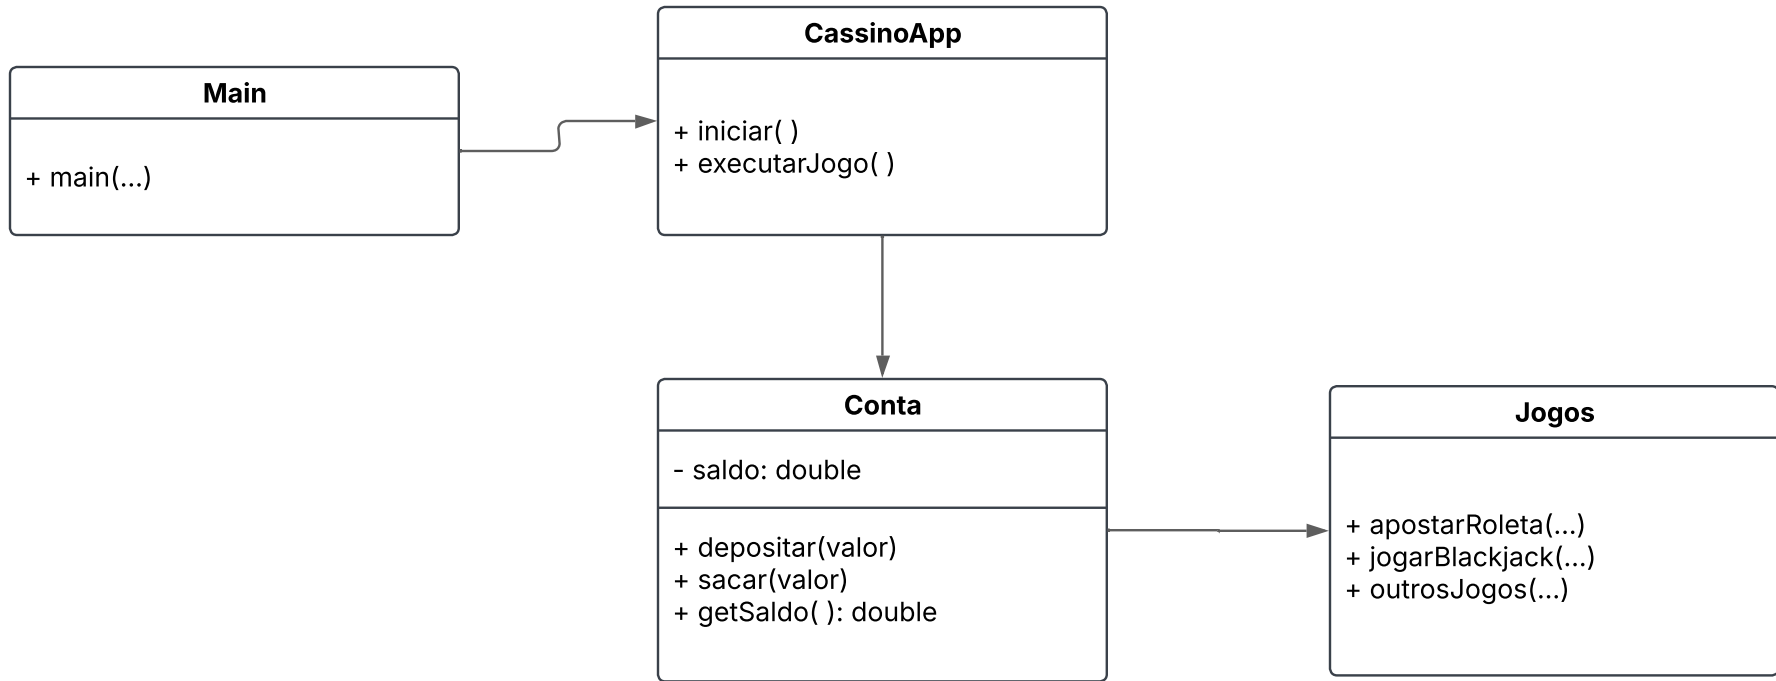 Main
+ main(...)
CassinoApp
+ iniciar( )
+ executarJogo( )
Conta
- saldo: double
+ depositar(valor)
+ sacar(valor)
+ getSaldo( ): double
Jogos
+ apostarRoleta(...)
+ jogarBlackjack(...)
+ outrosJogos(...)